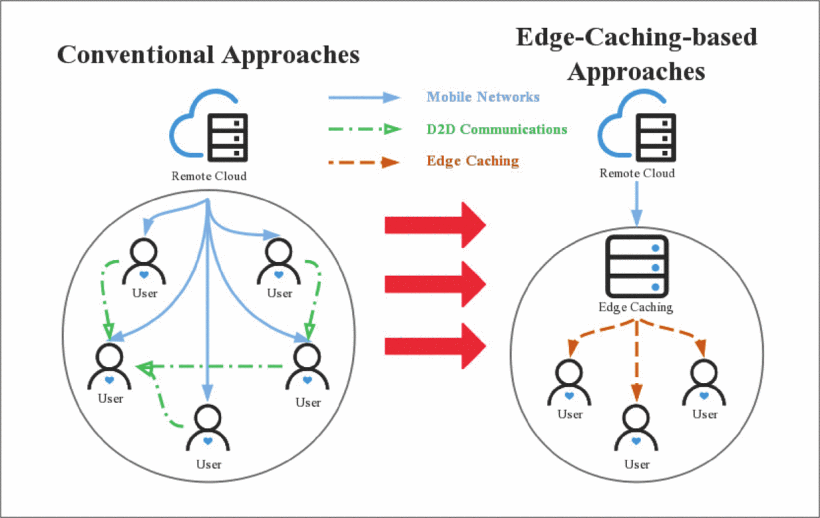 Conventional Approaches
Edge-Caching-based
Approaches
Mobile Networks
D2D Communications
Edge Caching
Remote Cloud
Remote Cloud
User
User
User
User
User
Edge Caching
User
User
User